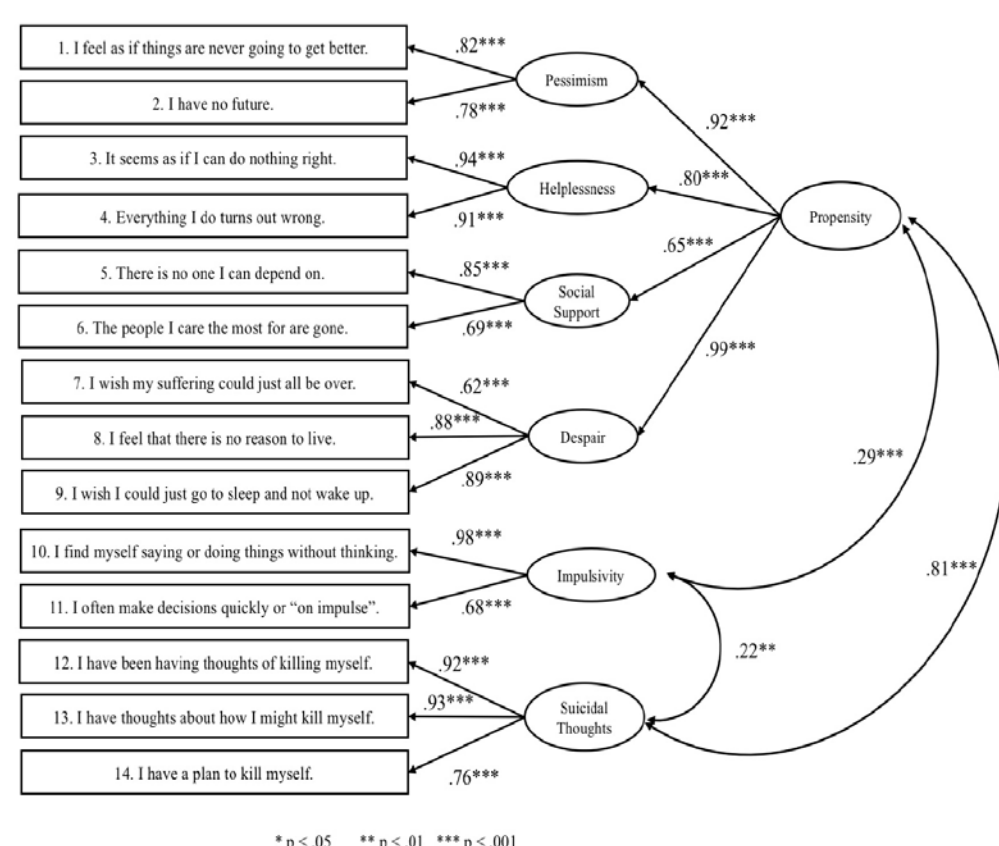 1. I feel as if things are never going to get better.
.82***
Pessimism
2. I have no future.
.78***
.92***
3. It seems as if I can do nothing right.
.94***
Helplessness
.80***
4. Everything I do turns out wrong.
.91***
Propensity
5. There is no one I can depend on.
.85***
Social
Support
.65***
6. The people I care the most for are gone.
.69***
7. I wish my suffering could just all be over.
.62***
.99***
8. I feel that there is no reason to live.
.88***
Despair
9. I wish I could just go to sleep and not wake up.
.89***
.29***
10. I find myself saying or doing things without thinking.
.98***
Impulsivity
.81***
11. I often make decisions quickly or “on impulse”.
.68***
.22**
12. I have been having thoughts of killing myself.
.92***
13. I have thoughts about how I might kill myself.
.93***
Suicidal
Thoughts
14. I have a plan to kill myself.
.76***
* p < .05 ** p < .01 *** p < .001